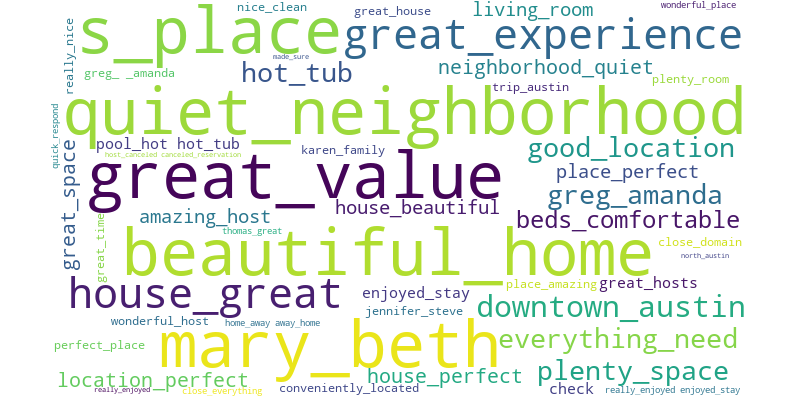 nice_clean great_house living_room wonderful_place
really_nice s_place great_experience
made_sure
greg_ _amanda hot_tub neighborhood_quiet
plenty_room
trip_austin
quiet_neighborhood
quick_respond
pool_hot hot_tub karen_family good_location
host_canceled canceled_reservation
great_space great_value place_perfect
greg_amanda
amazing_host house_beautiful beds_comfortable
great_time thomas_great
beautiful_home close_domain
north_austin
house_great enjoyed_stay place_amazing great_hosts
jennifer_steve downtown_austin
wonderful_host home_away away_home
perfect_place mary_beth everything_need
location_perfect house_perfect plenty_space
really_enjoyed close_everything conveniently_located check really_enjoyed enjoyed_stay